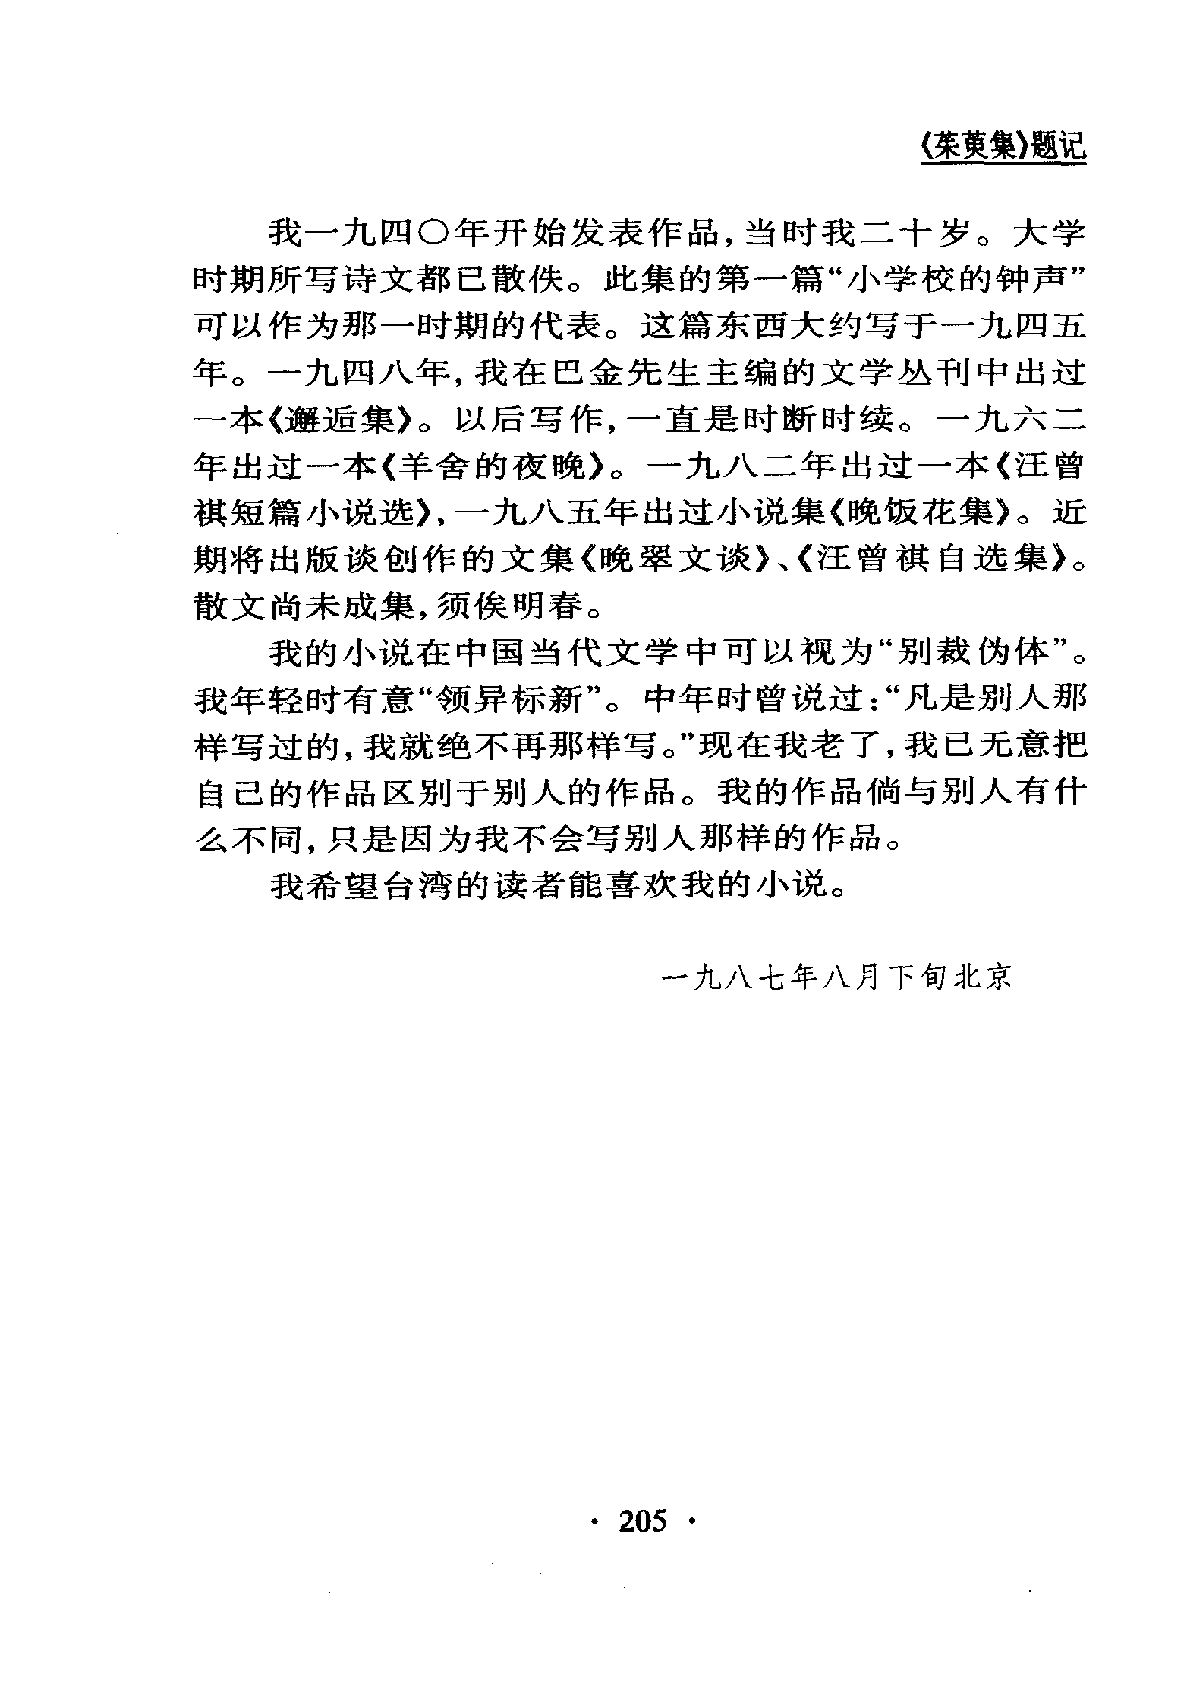 《茱萸集》题记
我一九四〇年开始发表作品，当时我二十岁。大学
时期所写诗文都已散佚。此集的第一篇“小学校的钟声”
可以作为那一时期的代表。这篇东西大约写于一九四五
年。一九四八年，我在巴金先生主编的文学丛刊中出过
一本《邂逅集》。以后写作，一直是时断时续。一九六二
年出过一本《羊舍的夜晚》。一九八二年出过一本《汪曾
祺短篇小说选》，一九八五年出过小说集《晚饭花集》。近
期将出版谈创作的文集《晚翠文谈》、《汪曾祺自选集》。
散文尚未成集，须俟明春。
我的小说在中国当代文学中可以视为“别裁伪体”。
我年轻时有意“领异标新”。中年时曾说过：“凡是别人那
样写过的，我就绝不再那样写。”现在我老了，我已无意把
自己的作品区别于别人的作品。我的作品倘与别人有什
么不同，只是因为我不会写别人那样的作品。
我希望台湾的读者能喜欢我的小说。
一九八七年八月下旬北京
· 205 ·